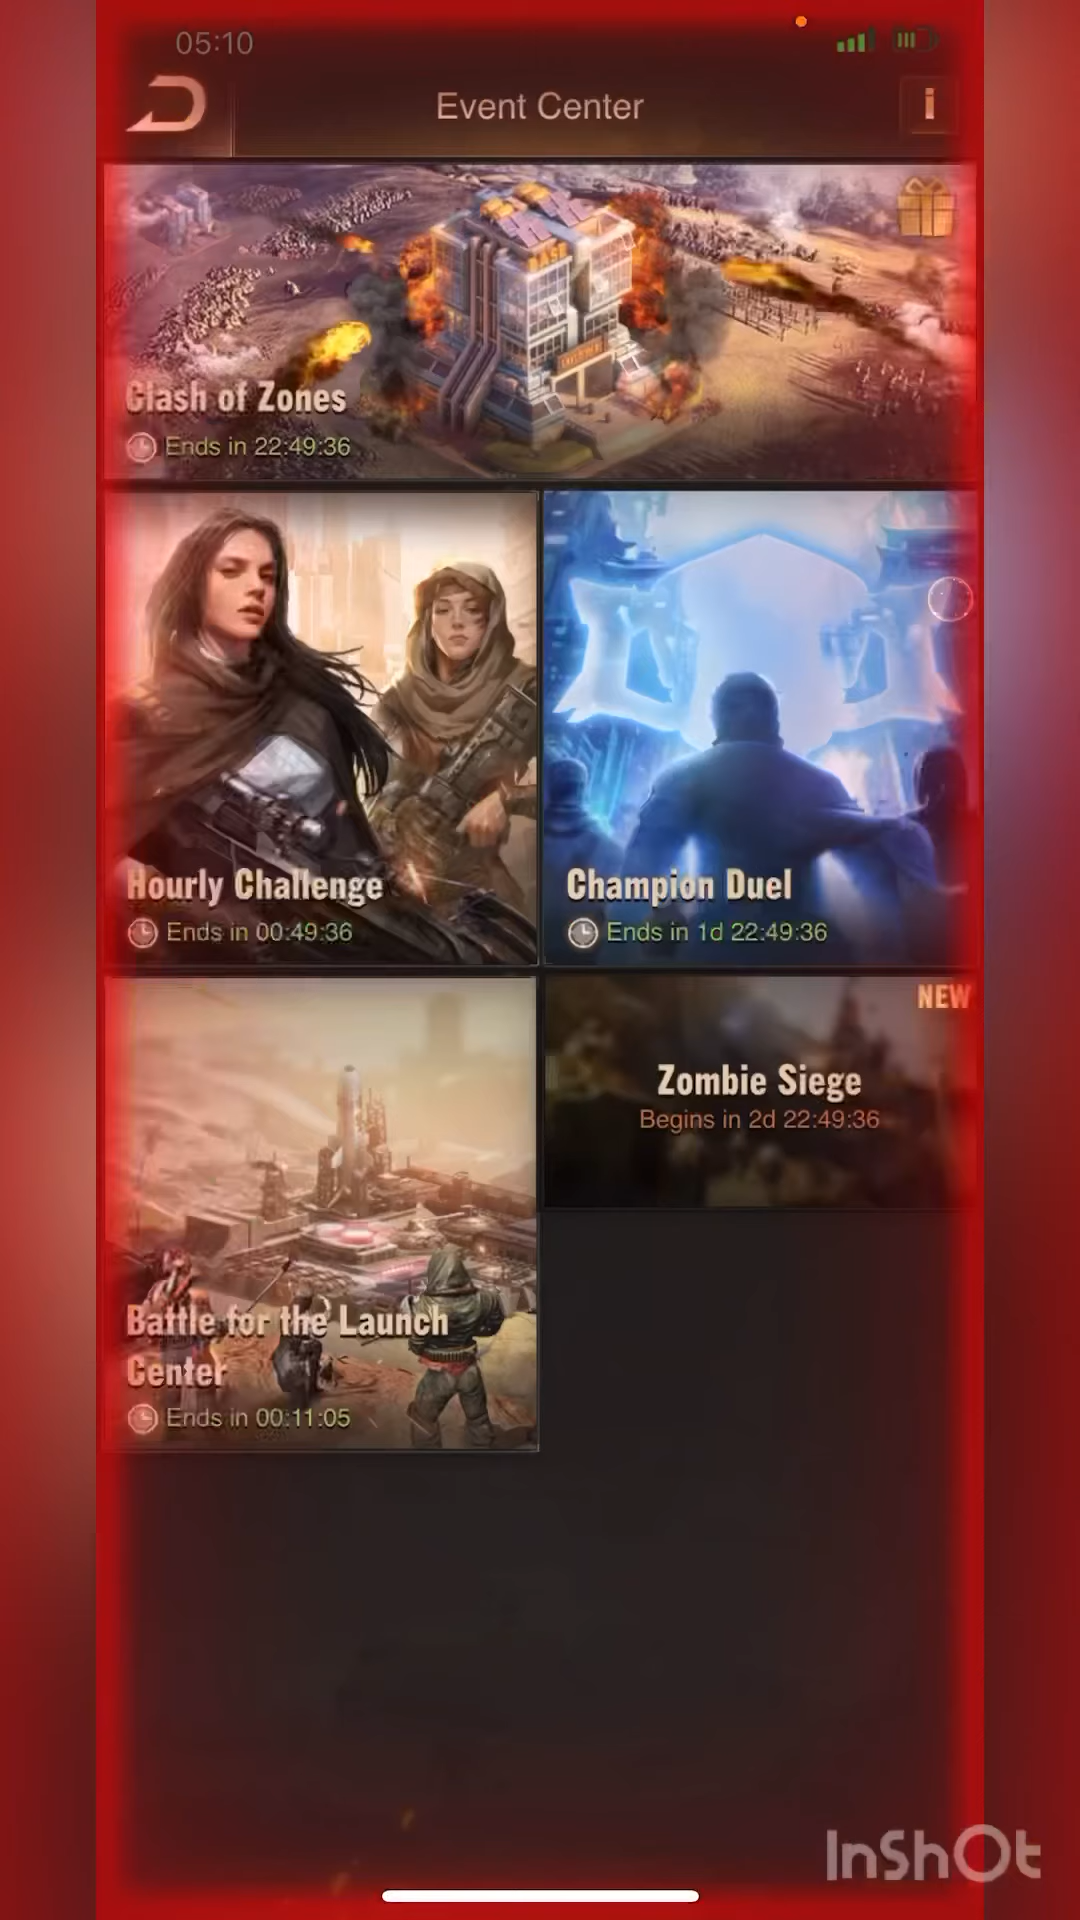 05:10
Event Center
i
BASE
Clash of Zones
Ends in 22:49:36
Hourly Challenge
Ends in 00:49:36
Champion Duel
Ends in 1d 22:49:36
NEW
Zombie Siege
Begins in 2d 22:49:36
Battle for the Launch
Center
Ends in 00:11:05
InShOt